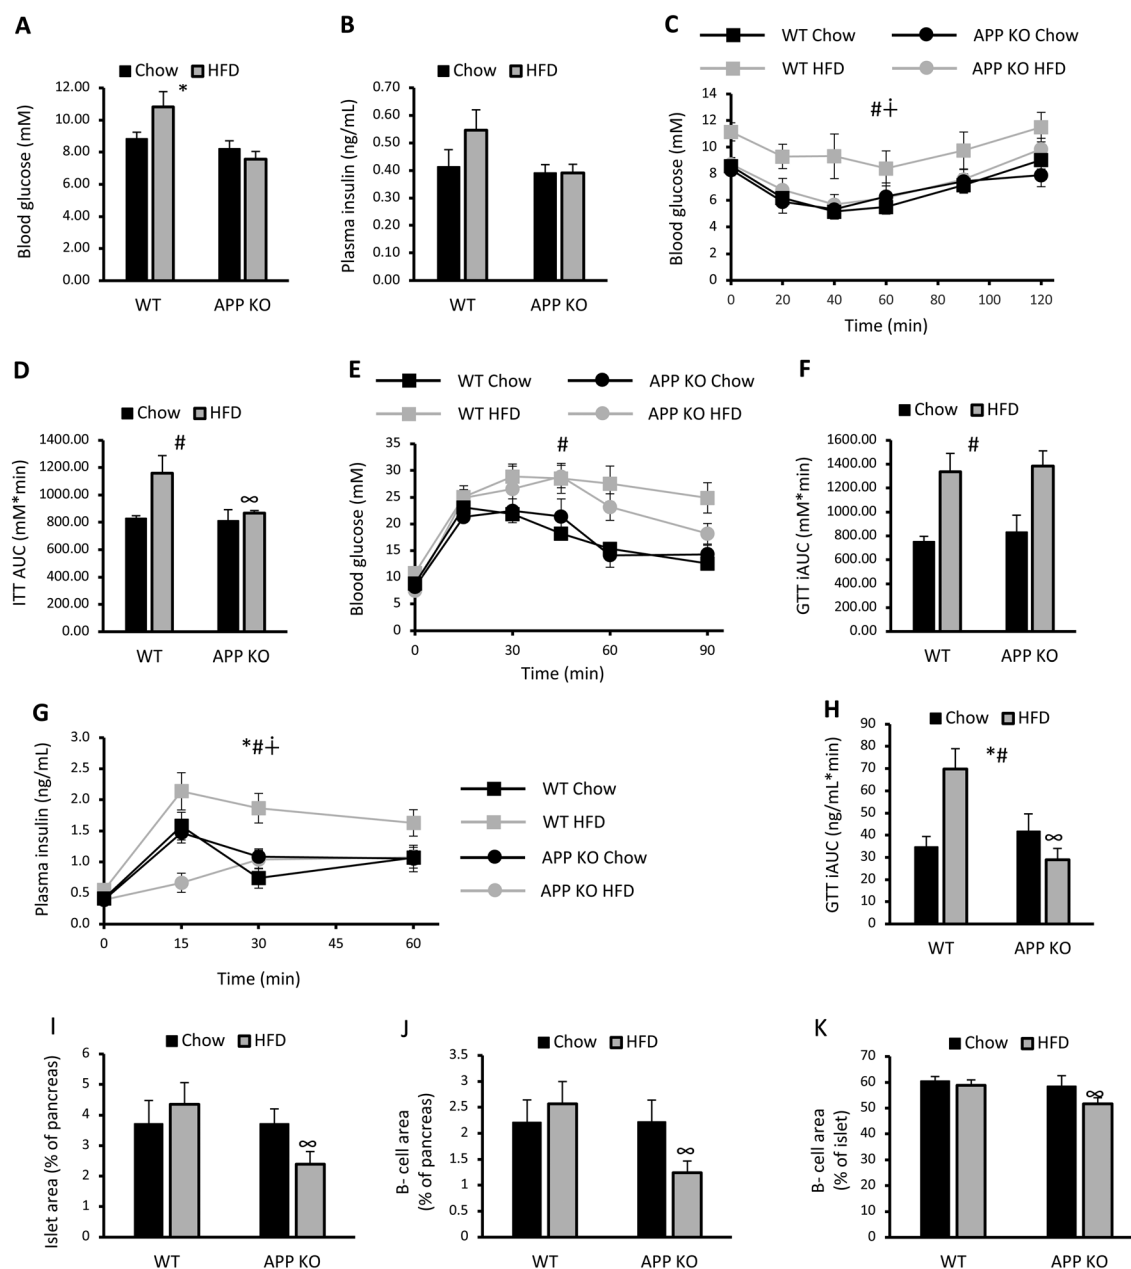 A
Chow HFD
*
Blood glucose (mM)
12.00
10.00
8.00
6.00
4.00
2.00
0.00
WT APP KO
B
Chow HFD
Plasma insulin (ng/mL)
0.70
0.60
0.50
0.40
0.30
0.20
0.10
0.00
WT APP KO
C
WT Chow APP KO Chow
WT HFD APP KO HFD
#∔
Blood glucose (mM)
14
12
10
8
6
4
2
0
0 20 40 60 80 100 120
Time (min)
D
Chow HFD
#
∞
ITT AUC (mM*min)
1400.00
1200.00
1000.00
800.00
600.00
400.00
200.00
0.00
WT APP KO
E
WT Chow APP KO Chow
WT HFD APP KO HFD
#
Blood glucose (mM)
35
30
25
20
15
10
5
0
0 15 30 45 60 90
Time (min)
F
Chow HFD
#
GTT iAUC (mM*min)
1600.00
1400.00
1200.00
1000.00
800.00
600.00
400.00
200.00
0.00
WT APP KO
G
*#∔
Plasma insulin (ng/mL)
3.0
2.5
2.0
1.5
1.0
0.5
0.0
0 15 30 45 60
Time (min)
WT Chow
WT HFD
APP KO Chow
APP KO HFD
H
Chow HFD
*#
∞
GTT iAUC (ng/mL*min)
90
80
70
60
50
40
30
20
10
0
WT APP KO
I
Chow HFD
∞
Islet area (% of pancreas)
6
5
4
3
2
1
0
WT APP KO
J
Chow HFD
∞
B- cell area
(% of pancreas)
3.5
3
2.5
2
1.5
1
0.5
0
WT APP KO
K
Chow HFD
∞
B- cell area
(% of islet)
70
60
50
40
30
20
10
0
WT APP KO